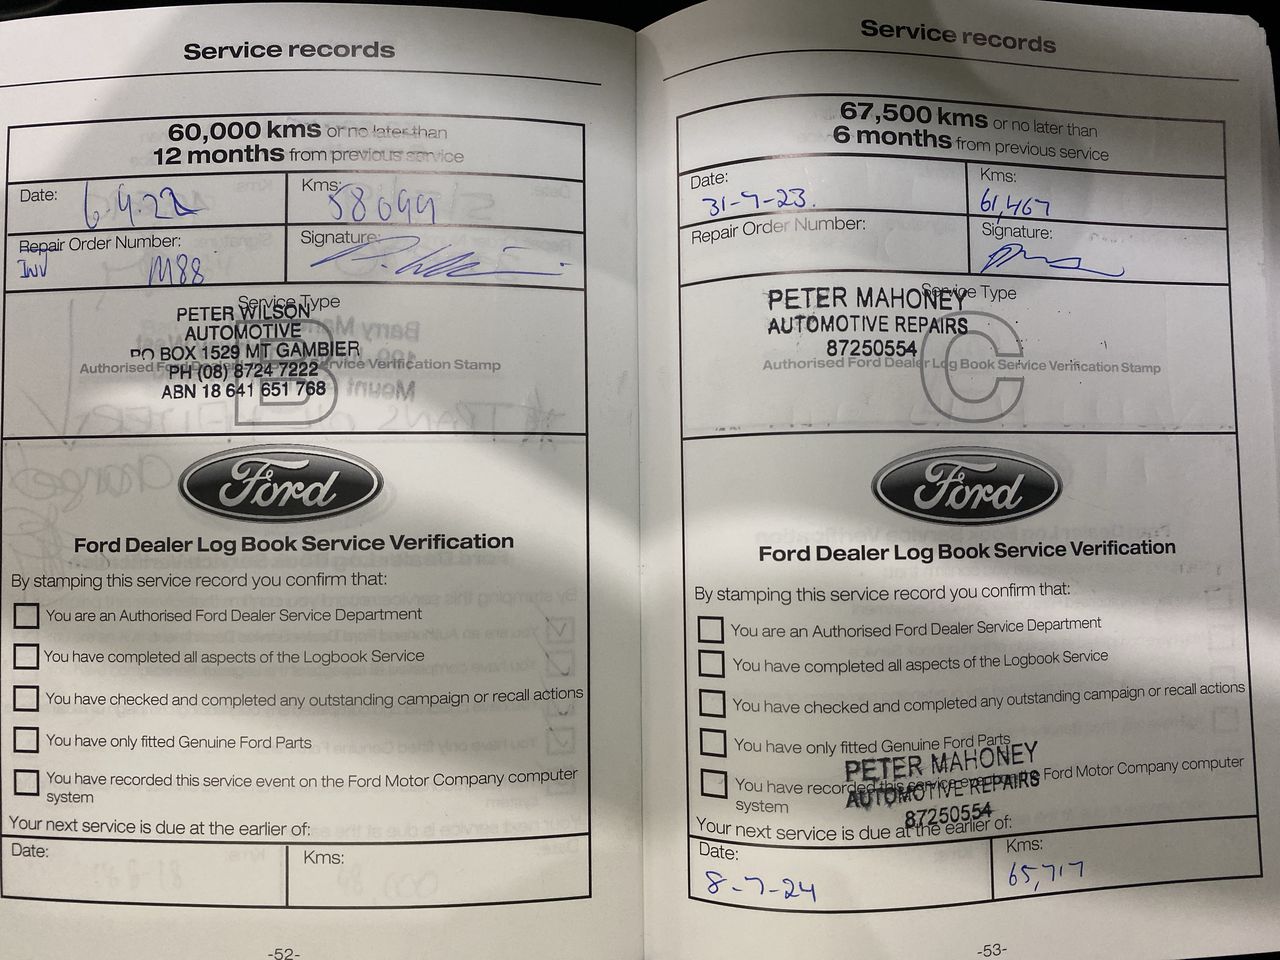 Service records
60,000 kms or no later than
12 months from previous service
Date:
6.9.22
Kms:
58099
Repair Order Number:
INV M88
Signature:
Service Type
PETER WILSON
AUTOMOTIVE
PO BOX 1529 MT GAMBIER
Authorised Ford Dealer Log Book Service Verification Stamp
PH (08) 8724 7222
ABN 18 641 651 768
B
Ford
Ford Dealer Log Book Service Verification
By stamping this service record you confirm that:
You are an Authorised Ford Dealer Service Department
You have completed all aspects of the Logbook Service
You have checked and completed any outstanding campaign or recall actions
You have only fitted Genuine Ford Parts
You have recorded this service event on the Ford Motor Company computer
system
Your next service is due at the earlier of:
Date:
Kms:
-52-
Service records
67,500 kms or no later than
6 months from previous service
Date:
31-7-23.
Kms:
61,467
Repair Order Number:
Signature:
Service Type
PETER MAHONEY
AUTOMOTIVE REPAIRS
87250554
Authorised Ford Dealer Log Book Service Verification Stamp
C
Ford
Ford Dealer Log Book Service Verification
By stamping this service record you confirm that:
You are an Authorised Ford Dealer Service Department
You have completed all aspects of the Logbook Service
You have checked and completed any outstanding campaign or recall actions
You have only fitted Genuine Ford Parts
PETER MAHONEY
You have recorded this service event on the Ford Motor Company computer
system
AUTOMOTIVE REPAIRS
87250554
Your next service is due at the earlier of:
Date:
8-7-24
Kms:
65,717
-53-